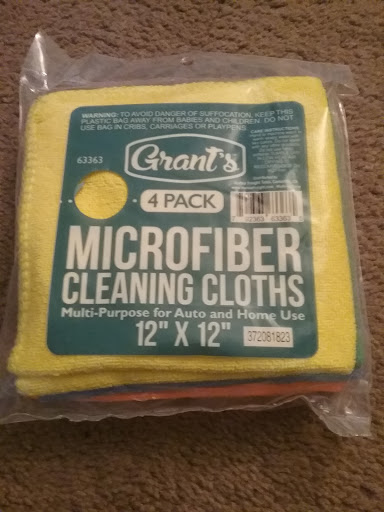 WARNING: TO AVOID DANGER OF SUFFOCATION, KEEP THIS
PLASTIC BAG AWAY FROM BABIES AND CHILDREN. DO NOT
USE BAG IN CRIBS, CARRIAGES OR PLAYPENS.
CARE INSTRUCTIONS
63363
Grant's
4 PACK
MICROFIBER
CLEANING CLOTHS
Multi-Purpose for Auto and Home Use
12" X 12"
372081823